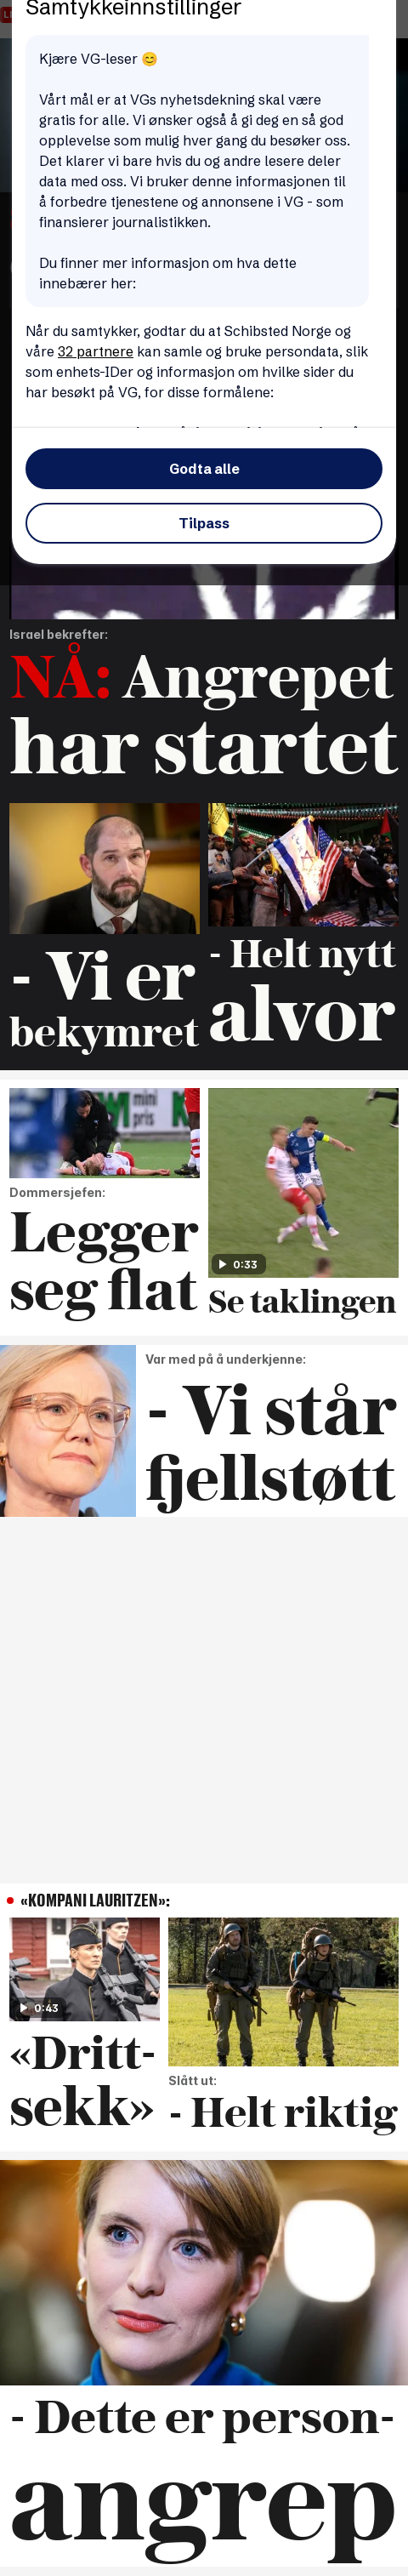 Samtykkeinnstillinger
Kjære VG-leser 😊
Vårt mål er at VGs nyhetsdekning skal være
gratis for alle. Vi ønsker også å gi deg en så god
opplevelse som mulig hver gang du besøker oss.
Det klarer vi bare hvis du og andre lesere deler
data med oss. Vi bruker denne informasjonen til
å forbedre tjenestene og annonsene i VG - som
finansierer journalistikken.
Du finner mer informasjon om hva dette
innebærer her:
Når du samtykker, godtar du at Schibsted Norge og
våre 32 partnere kan samle og bruke persondata, slik
som enhets-IDer og informasjon om hvilke sider du
har besøkt på VG, for disse formålene:
Godta alle
Tilpass
Israel bekrefter:
NÅ: Angrepet
har startet
- Vi er
bekymret
- Helt nytt
alvor
mini
pris
Dommersjefen:
Legger
seg flat
0:33
Se taklingen
Var med på å underkjenne:
- Vi står
fjellstøtt
«KOMPANI LAURITZEN»:
0:43
«Dritt-
sekk»
Slått ut:
- Helt riktig
- Dette er person-
angrep